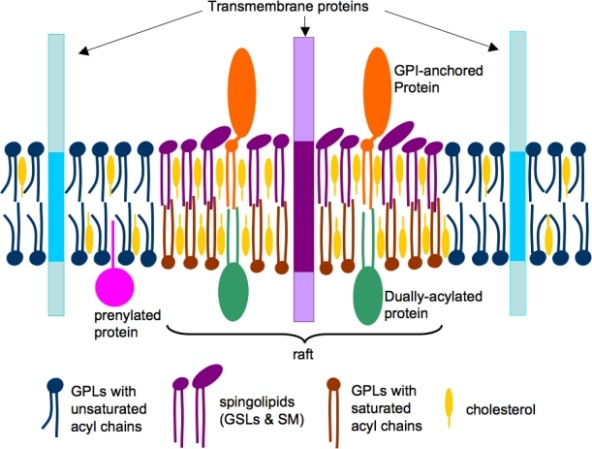 Transmembrane proteins
GPI-anchored
Protein
prenylated
protein
Dually-acylated
protein
raft
GPLs with
unsaturated
acyl chains
spingolipids
(GSLs & SM)
GPLs with
saturated
acyl chains
cholesterol